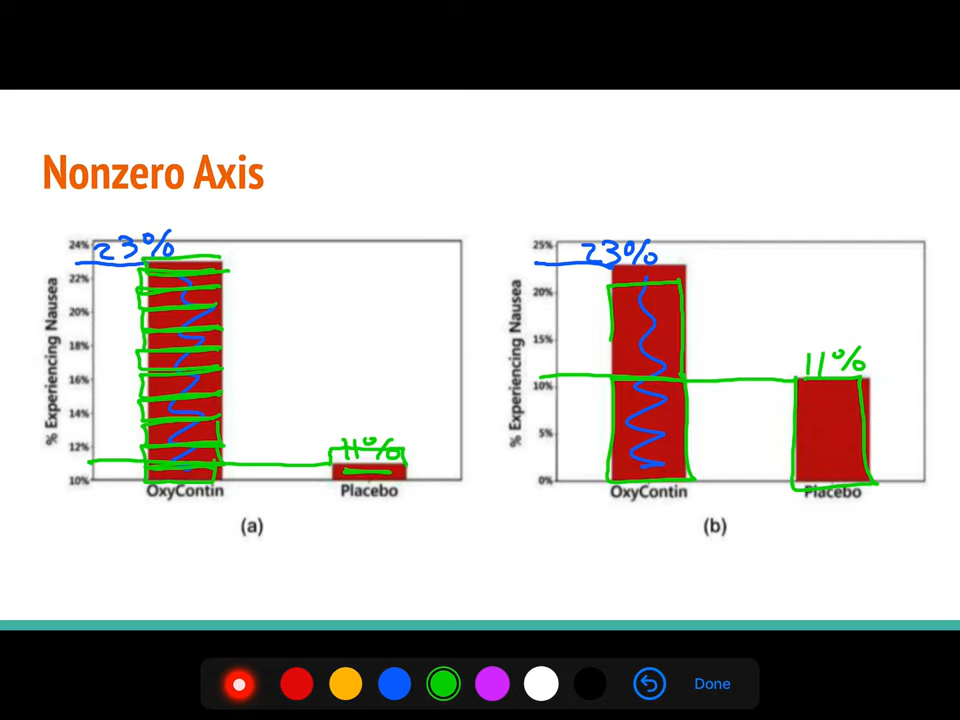 Nonzero Axis
24%
22%
20%
18%
16%
14%
12%
10%
% Experiencing Nausea
23%
11%
OxyContin
Placebo
(a)
25%
20%
15%
10%
5%
0%
% Experiencing Nausea
23%
11%
OxyContin
Placebo
(b)
Done